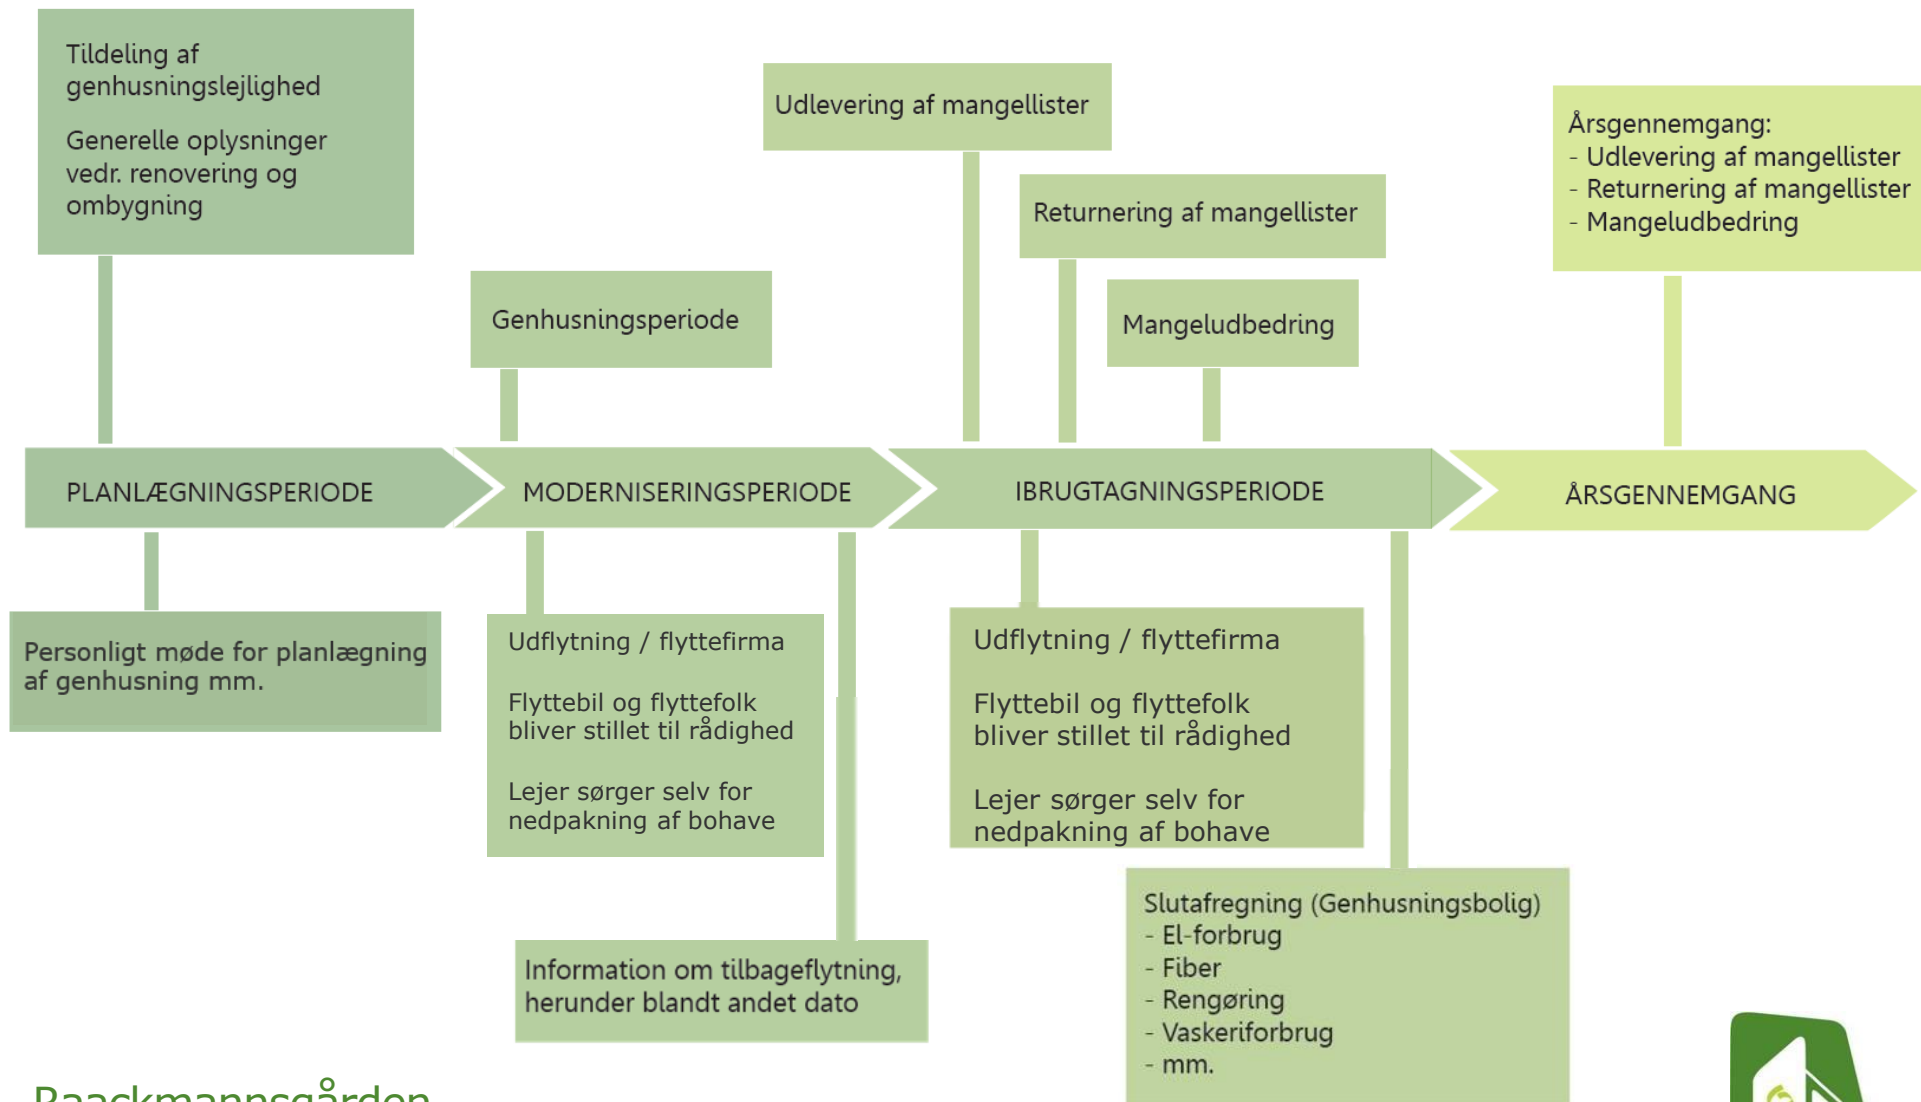 Tildeling af
genhusningslejlighed
Generelle oplysninger
vedr. renovering og
ombygning
Genhusningsperiode
Udlevering af mangellister
Returnering af mangellister
Mangeludbedring
Årsgennemgang:
- Udlevering af mangellister
- Returnering af mangellister
- Mangeludbedring
PLANLÆGNINGSPERIODE
MODERNISERINGSPERIODE
IBRUGTAGNINGSPERIODE
ÅRSGENNEMGANG
Personligt møde for planlægning
af genhusning mm.
Udflytning / flyttefirma
Flyttebil og flyttefolk
bliver stillet til rådighed
Lejer sørger selv for
nedpakning af bohave
Information om tilbageflytning,
herunder blandt andet dato
Udflytning / flyttefirma
Flyttebil og flyttefolk
bliver stillet til rådighed
Lejer sørger selv for
nedpakning af bohave
Slutafregning (Genhusningsbolig)
- El-forbrug
- Fiber
- Rengøring
- Vaskeriforbrug
- mm.
Raackmannsgården